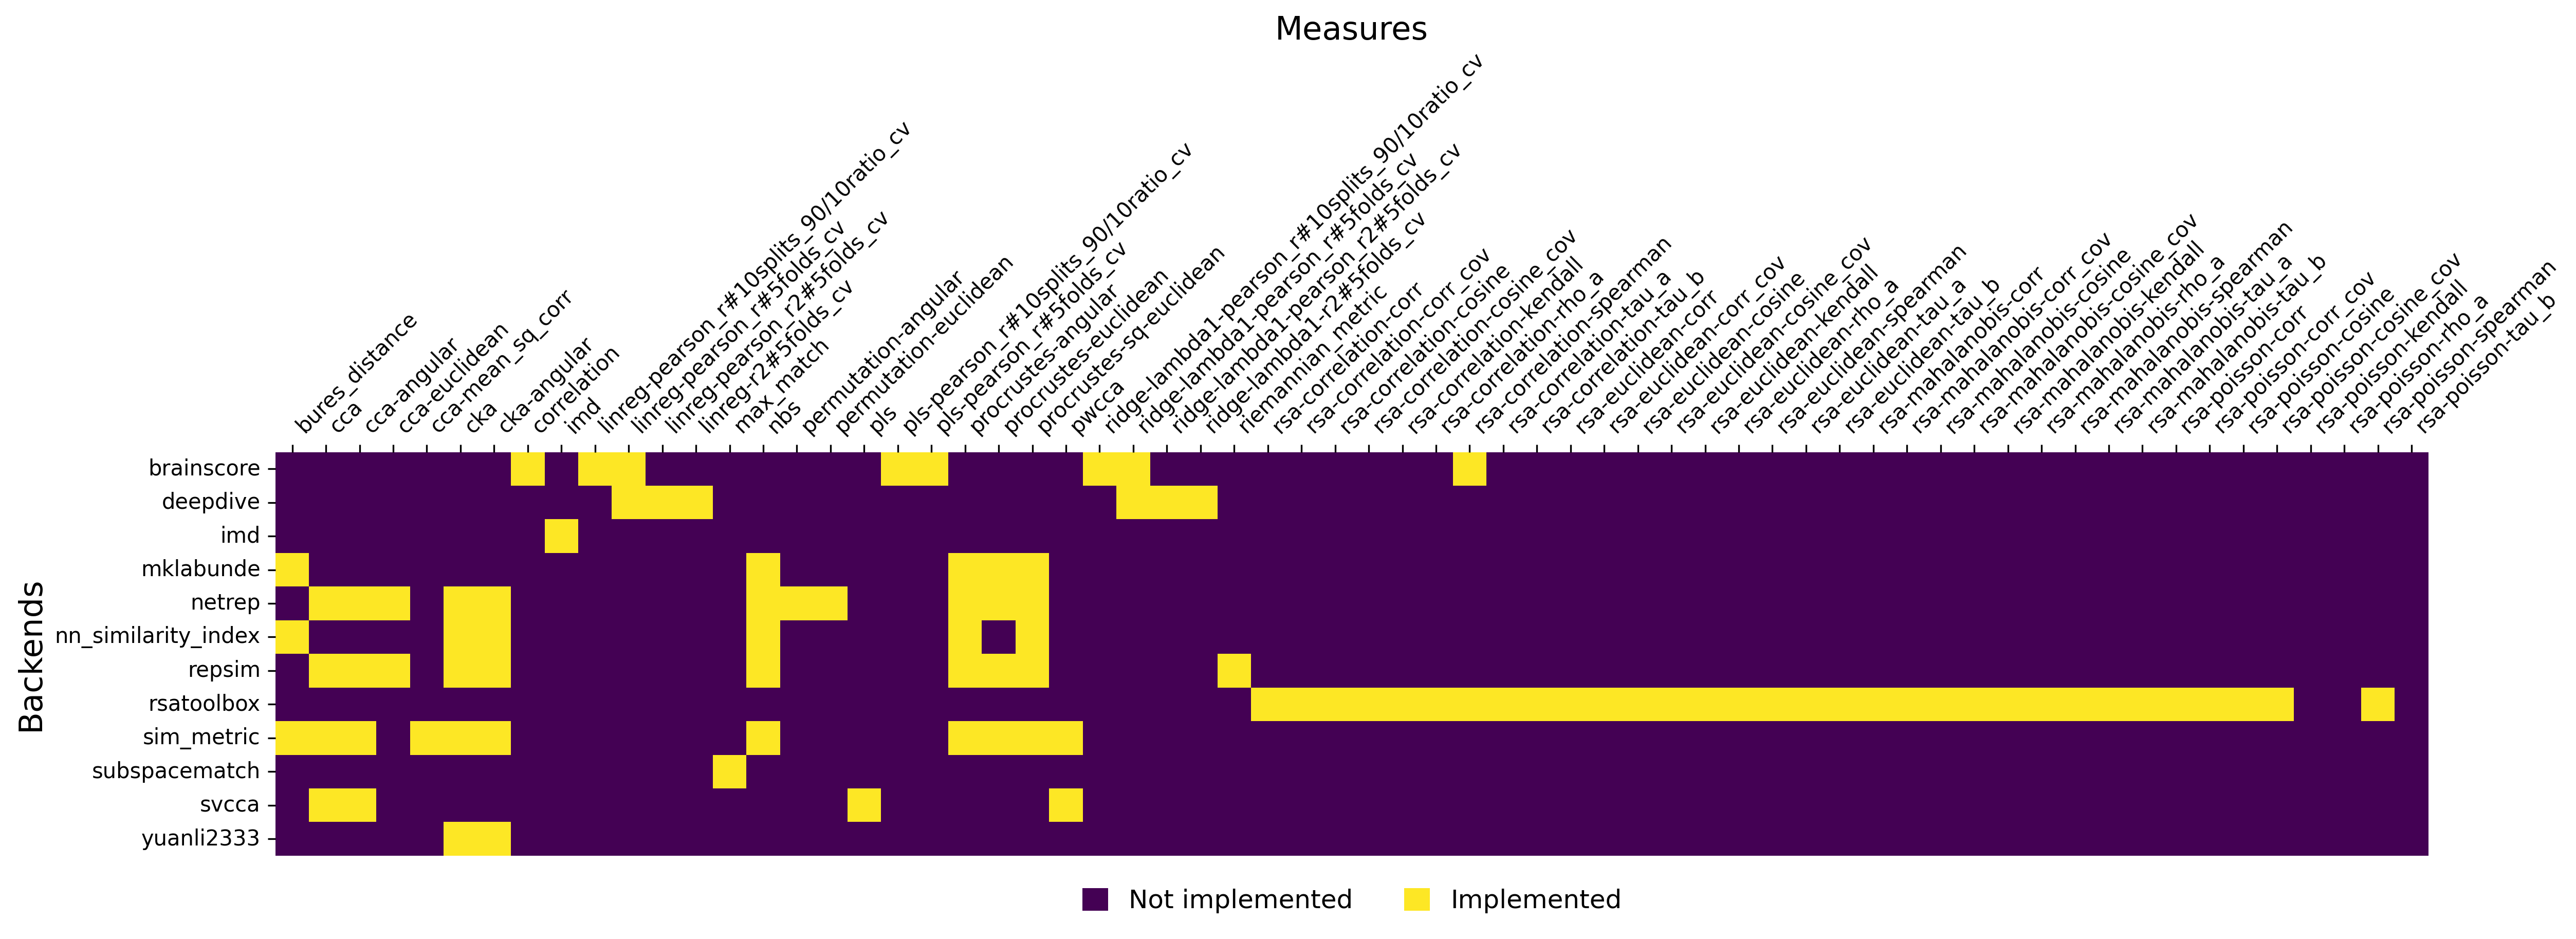 Measures
bures_distance
cca
cca-angular
cca-euclidean
cca-mean_sq_corr
cka
cka-angular
correlation
imd
linreg-pearson_r#10splits_90/10ratio_cv
linreg-pearson_r#5folds_cv
linreg-pearson_r2#5folds_cv
linreg-r2#5folds_cv
max_match
nbs
permutation-angular
permutation-euclidean
pls
pls-pearson_r#10splits_90/10ratio_cv
pls-pearson_r#5folds_cv
procrustes-angular
procrustes-euclidean
procrustes-sq-euclidean
pwcca
ridge-lambda1-pearson_r#10splits_90/10ratio_cv
ridge-lambda1-pearson_r#5folds_cv
ridge-lambda1-pearson_r2#5folds_cv
ridge-lambda1-r2#5folds_cv
riemannian_metric
rsa-correlation-corr
rsa-correlation-corr_cov
rsa-correlation-cosine
rsa-correlation-cosine_cov
rsa-correlation-kendall
rsa-correlation-rho_a
rsa-correlation-spearman
rsa-correlation-tau_a
rsa-correlation-tau_b
rsa-euclidean-corr
rsa-euclidean-corr_cov
rsa-euclidean-cosine
rsa-euclidean-cosine_cov
rsa-euclidean-kendall
rsa-euclidean-rho_a
rsa-euclidean-spearman
rsa-euclidean-tau_a
rsa-euclidean-tau_b
rsa-mahalanobis-corr
rsa-mahalanobis-corr_cov
rsa-mahalanobis-cosine
rsa-mahalanobis-cosine_cov
rsa-mahalanobis-kendall
rsa-mahalanobis-rho_a
rsa-mahalanobis-spearman
rsa-mahalanobis-tau_a
rsa-mahalanobis-tau_b
rsa-poisson-corr
rsa-poisson-corr_cov
rsa-poisson-cosine
rsa-poisson-cosine_cov
rsa-poisson-kendall
rsa-poisson-rho_a
rsa-poisson-spearman
rsa-poisson-tau_b
Backends
brainscore
deepdive
imd
mklabunde
netrep
nn_similarity_index
repsim
rsatoolbox
sim_metric
subspacematch
svcca
yuanli2333
Not implemented
Implemented